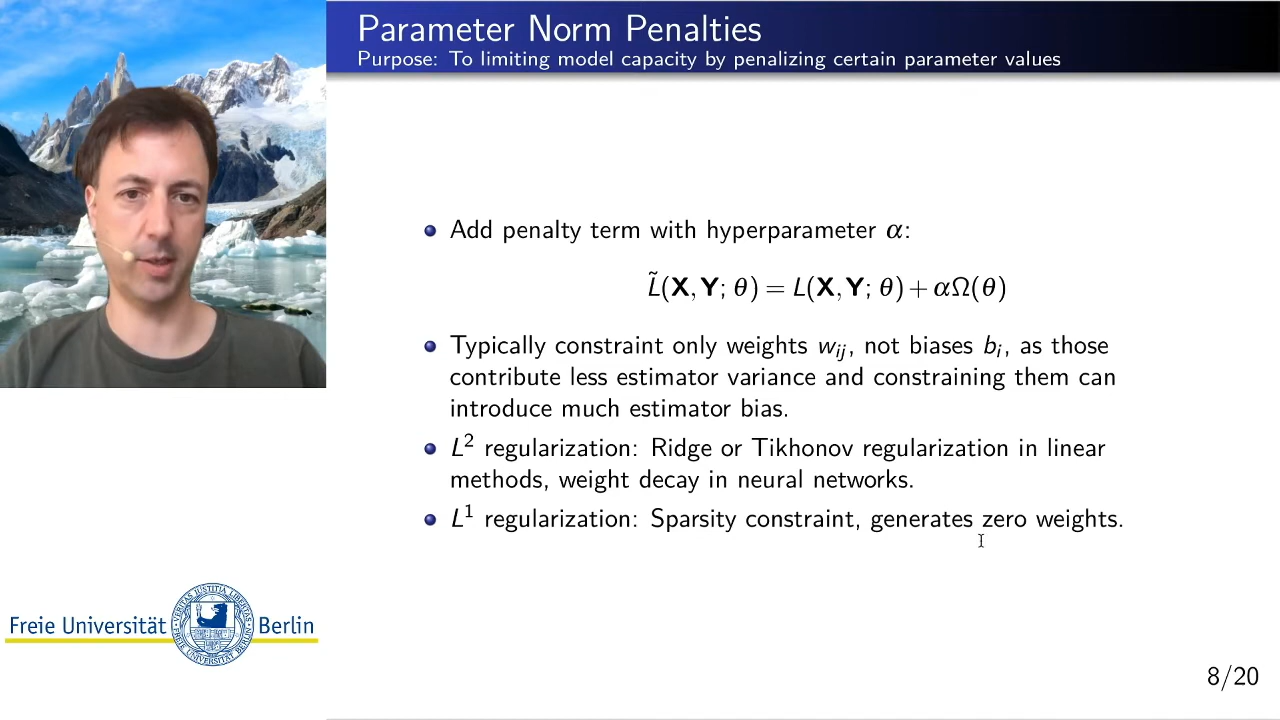 Parameter Norm Penalties
Purpose: To limiting model capacity by penalizing certain parameter values
Add penalty term with hyperparameter α:
L̃(X, Y; θ) = L(X, Y; θ) + αΩ(θ)
Typically constraint only weights wᵢⱼ, not biases bᵢ, as those
contribute less estimator variance and constraining them can
introduce much estimator bias.
L² regularization: Ridge or Tikhonov regularization in linear
methods, weight decay in neural networks.
L¹ regularization: Sparsity constraint, generates zero weights.
Freie Universität Berlin
8/20